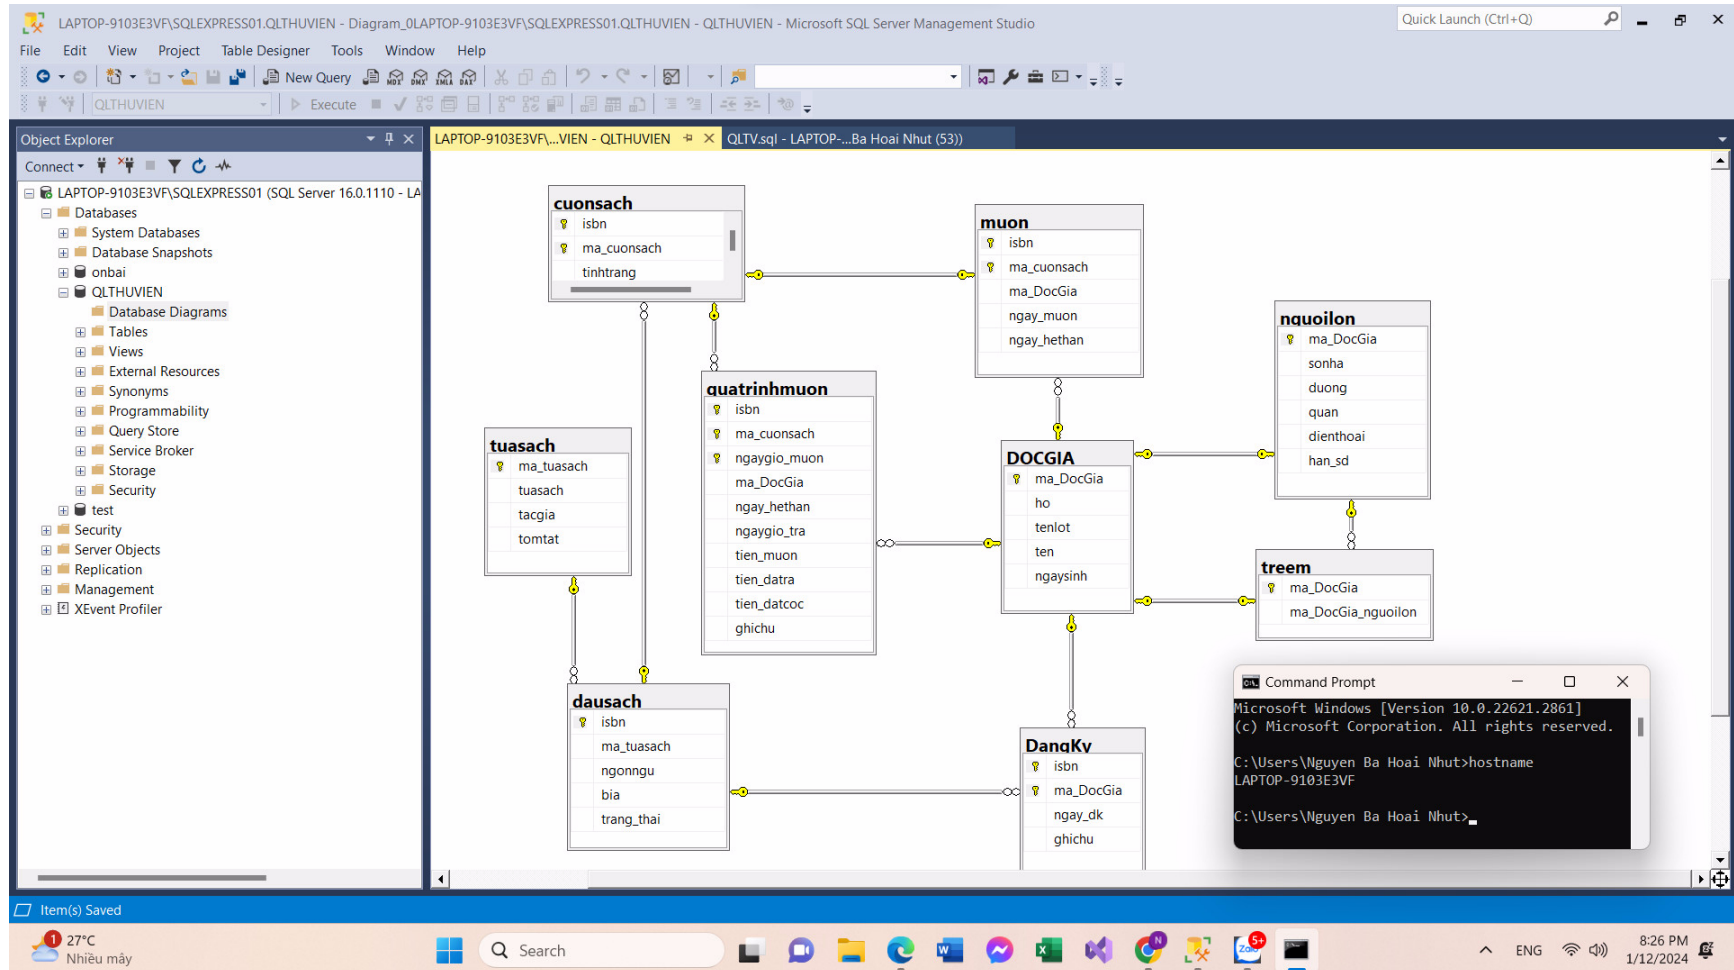 LAPTOP-9103E3VF\SQLEXPRESS01.QLTHUVIEN - Diagram_0LAPTOP-9103E3VF\SQLEXPRESS01.QLTHUVIEN - QLTHUVIEN - Microsoft SQL Server Management Studio
Quick Launch (Ctrl+Q)
File Edit View Project Table Designer Tools Window Help
New Query MDX DMX XMLA DAX
QLTHUVIEN Execute
Object Explorer
Connect
LAPTOP-9103E3VF\SQLEXPRESS01 (SQL Server 16.0.1110 - LA
Databases
System Databases
Database Snapshots
onbai
QLTHUVIEN
Database Diagrams
Tables
Views
External Resources
Synonyms
Programmability
Query Store
Service Broker
Storage
Security
test
Security
Server Objects
Replication
Management
XEvent Profiler
LAPTOP-9103E3VF\...VIEN - QLTHUVIEN
QLTV.sql - LAPTOP-...Ba Hoai Nhut (53))
cuonsach
isbn
ma_cuonsach
tinhtrang
muon
isbn
ma_cuonsach
ma_DocGia
ngay_muon
ngay_hethan
nguoilon
ma_DocGia
sonha
duong
quan
dienthoai
han_sd
quatrinhmuon
isbn
ma_cuonsach
ngaygio_muon
ma_DocGia
ngay_hethan
ngaygio_tra
tien_muon
tien_datra
tien_datcoc
ghichu
tuasach
ma_tuasach
tuasach
tacgia
tomtat
DOCGIA
ma_DocGia
ho
tenlot
ten
ngaysinh
treem
ma_DocGia
ma_DocGia_nguoilon
dausach
isbn
ma_tuasach
ngonngu
bia
trang_thai
DangKy
isbn
ma_DocGia
ngay_dk
ghichu
Command Prompt
Microsoft Windows [Version 10.0.22621.2861]
(c) Microsoft Corporation. All rights reserved.
C:\Users\Nguyen Ba Hoai Nhut>hostname
LAPTOP-9103E3VF
C:\Users\Nguyen Ba Hoai Nhut>
Item(s) Saved
1
27°C
Nhiều mây
Search
N
Zalo
5+
ENG
8:26 PM
1/12/2024